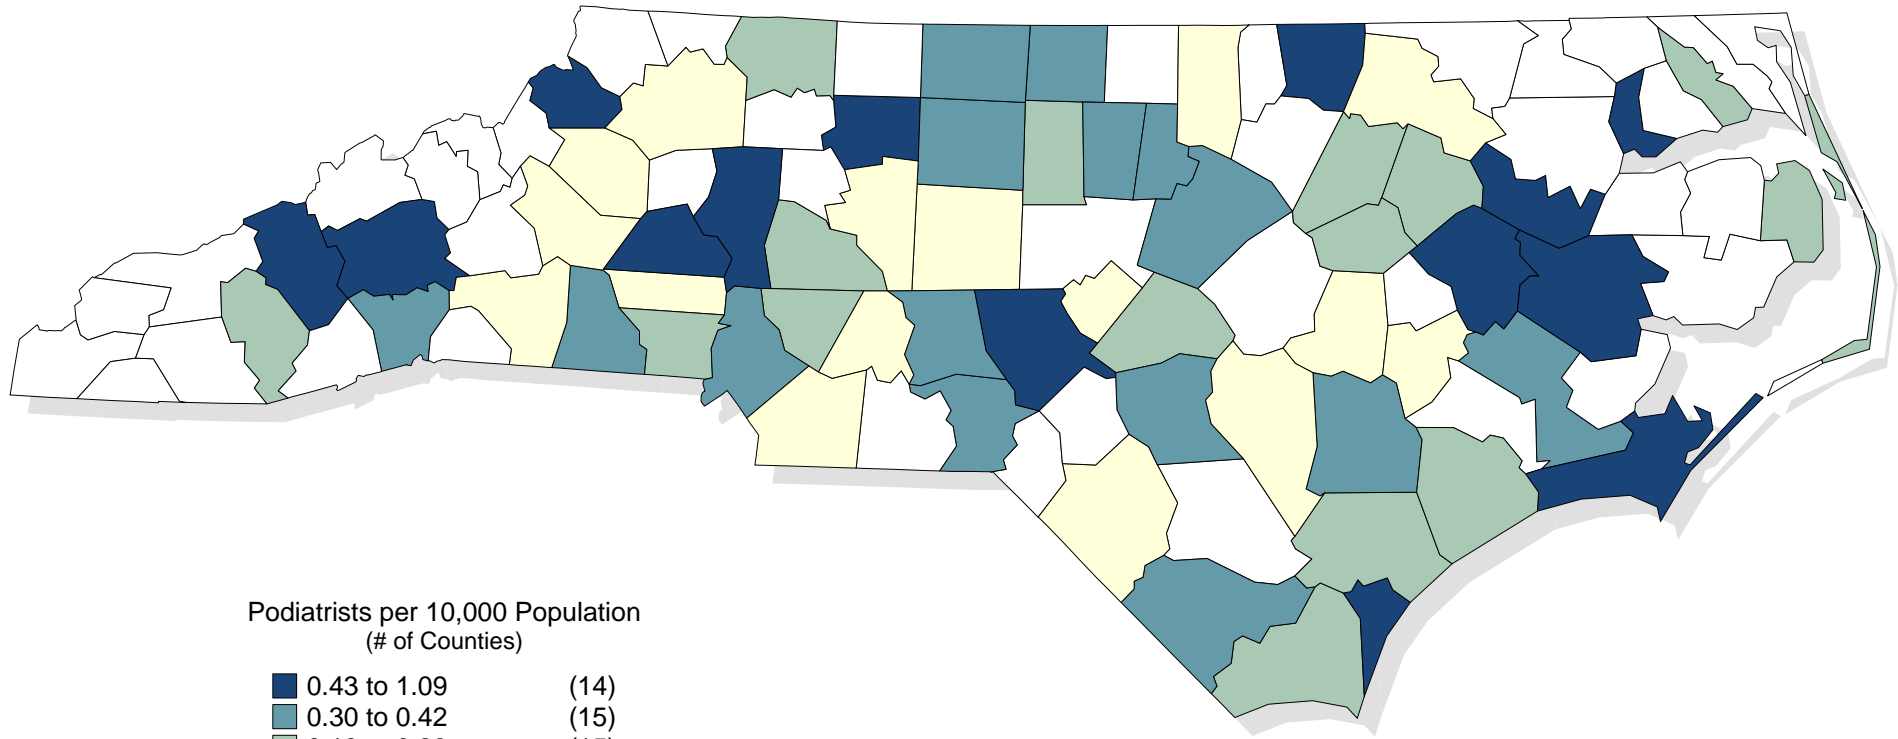 Podiatrists per 10,000 Population
(# of Counties)
0.43 to 1.09 (14)
0.30 to 0.42 (15)